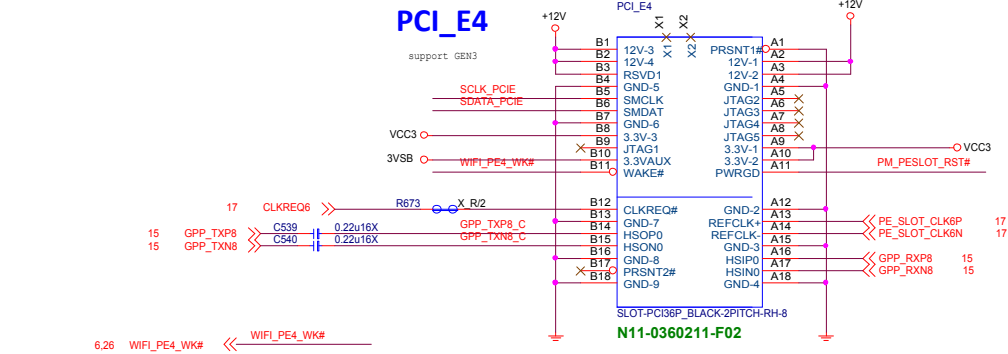 PCI_E4
support GEN3
+12V
PCI_E4
+12V
X1 X2
X1 X2
B1 12V-3 PRSNT1# A1
B2 12V-4 12V-1 A2
B3 RSVD1 12V-2 A3
B4 GND-5 GND-1 A4
SCLK_PCIE B5 SMCLK JTAG2 A5
SDATA_PCIE B6 SMDAT JTAG3 A6
B7 GND-6 JTAG4 A7
VCC3 B8 3.3V-3 JTAG5 A8
B9 JTAG1 3.3V-1 A9 VCC3
3VSB B10 3.3VAUX 3.3V-2 A10
WIFI_PE4_WK# B11 WAKE# PWRGD A11 PM_PESLOT_RST#
17 CLKREQ6 R673 X_R/2 B12 CLKREQ# GND-2 A12
B13 GND-7 REFCLK+ A13 PE_SLOT_CLK6P 17
15 GPP_TXP8 C539 0.22u16X GPP_TXP8_C B14 HSOP0 REFCLK- A14 PE_SLOT_CLK6N 17
15 GPP_TXN8 C540 0.22u16X GPP_TXN8_C B15 HSON0 GND-3 A15
B16 GND-8 HSIP0 A16 GPP_RXP8 15
B17 PRSNT2# HSIN0 A17 GPP_RXN8 15
B18 GND-9 GND-4 A18
SLOT-PCI36P_BLACK-2PITCH-RH-8
N11-0360211-F02
6,26 WIFI_PE4_WK# WIFI_PE4_WK#